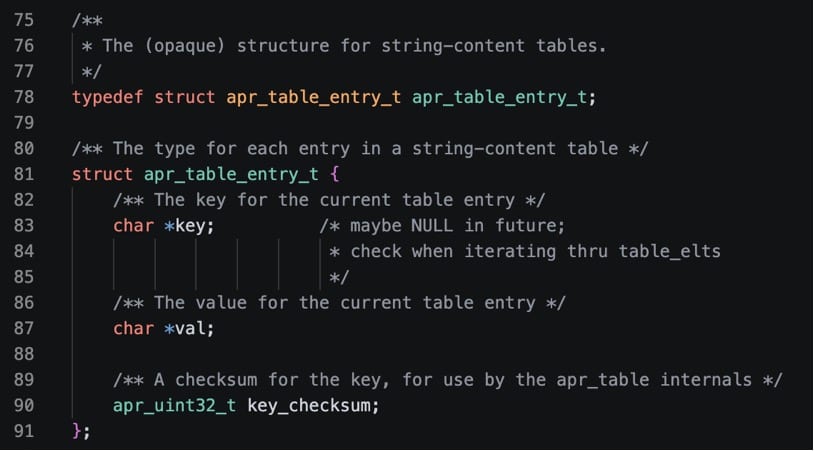 75 /**
76  * The (opaque) structure for string-content tables.
77  */
78 typedef struct apr_table_entry_t apr_table_entry_t;
79
80 /** The type for each entry in a string-content table */
81 struct apr_table_entry_t {
82     /** The key for the current table entry */
83     char *key;          /* maybe NULL in future;
84                          * check when iterating thru table_elts
85                          */
86     /** The value for the current table entry */
87     char *val;
88
89     /** A checksum for the key, for use by the apr_table internals */
90     apr_uint32_t key_checksum;
91 };